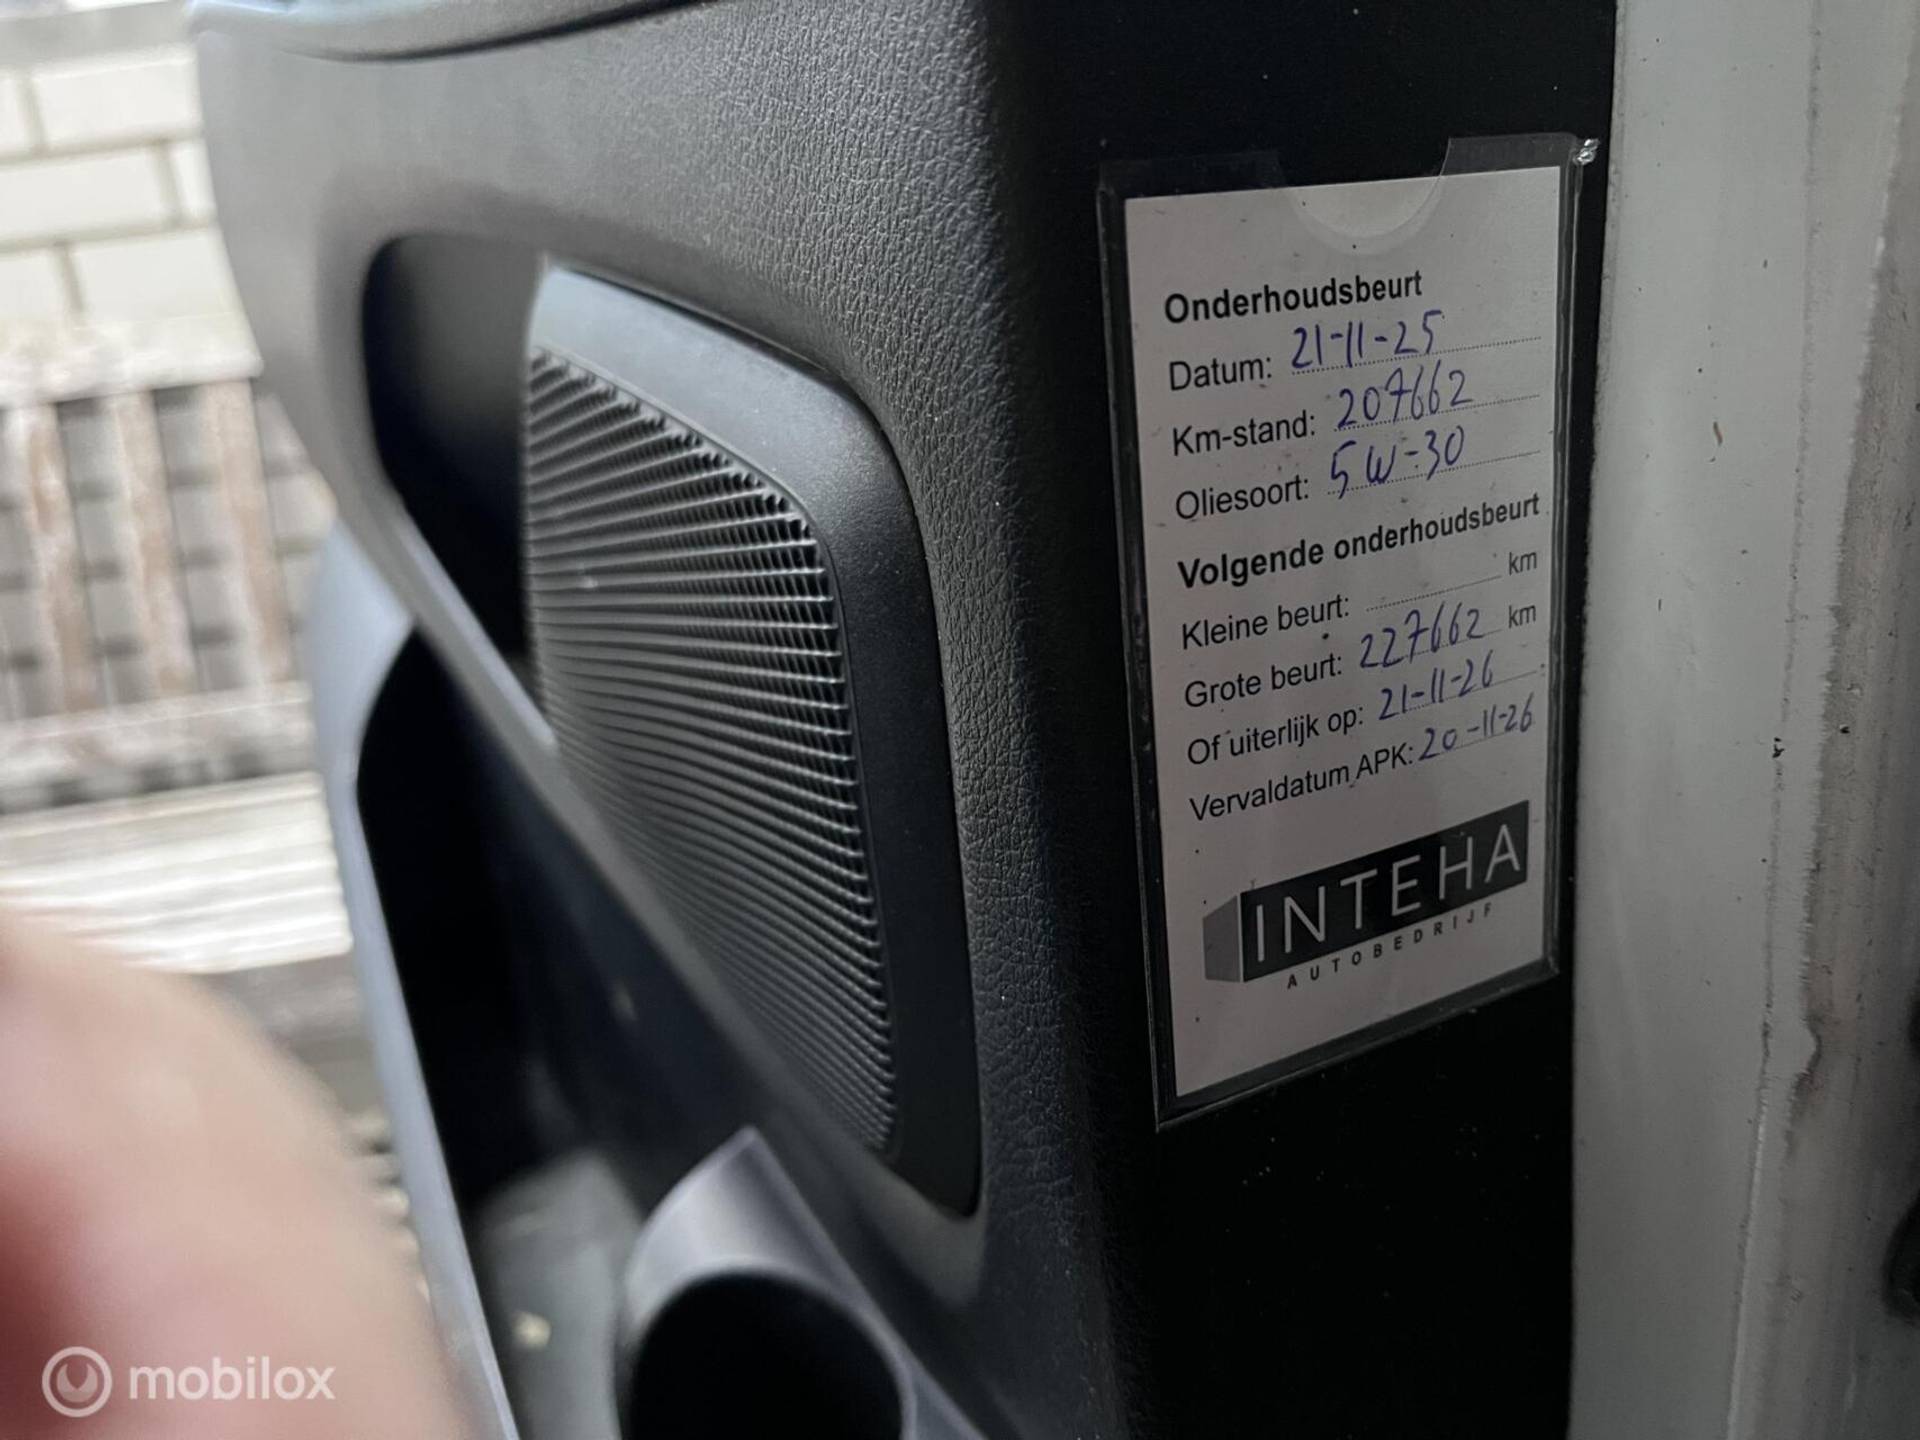 Onderhoudsbeurt
Datum: 21-11-25
Km-stand: 207662
Oliesoort: 5W-30
Volgende onderhoudsbeurt
Kleine beurt: km
Grote beurt: 227662 km
Of uiterlijk op: 21-11-26
Vervaldatum APK: 20-11-26
INTEHA
AUTOBEDRIJF
mobilox